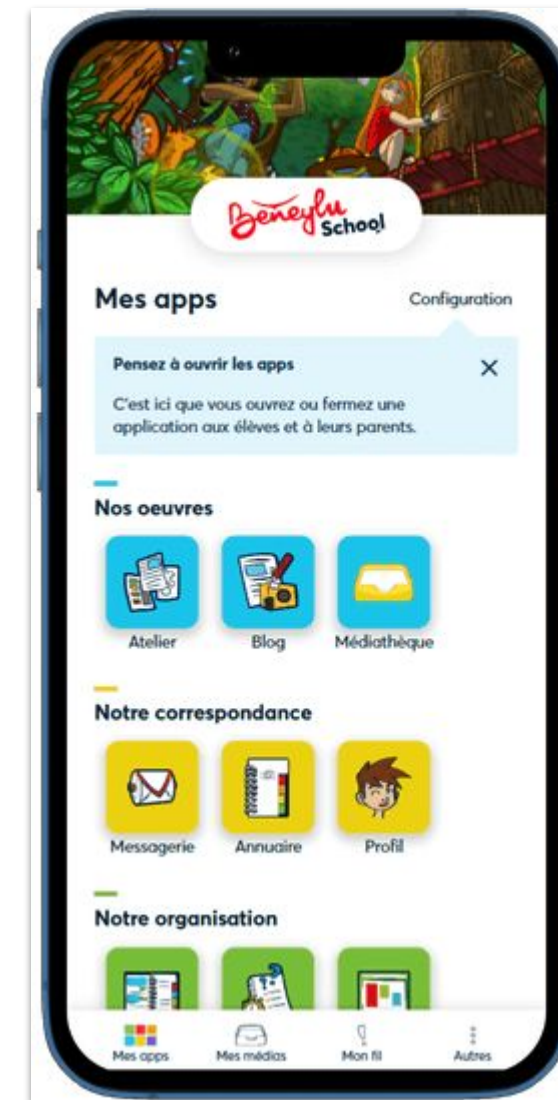 Beneylu
School
Mes apps
Configuration
Pensez à ouvrir les apps
C'est ici que vous ouvrez ou fermez une
application aux élèves et à leurs parents.
Nos oeuvres
Atelier
Blog
Médiathèque
Notre correspondance
Messagerie
Annuaire
Profil
Notre organisation
Mes apps
Mes médias
Mon fil
Autres